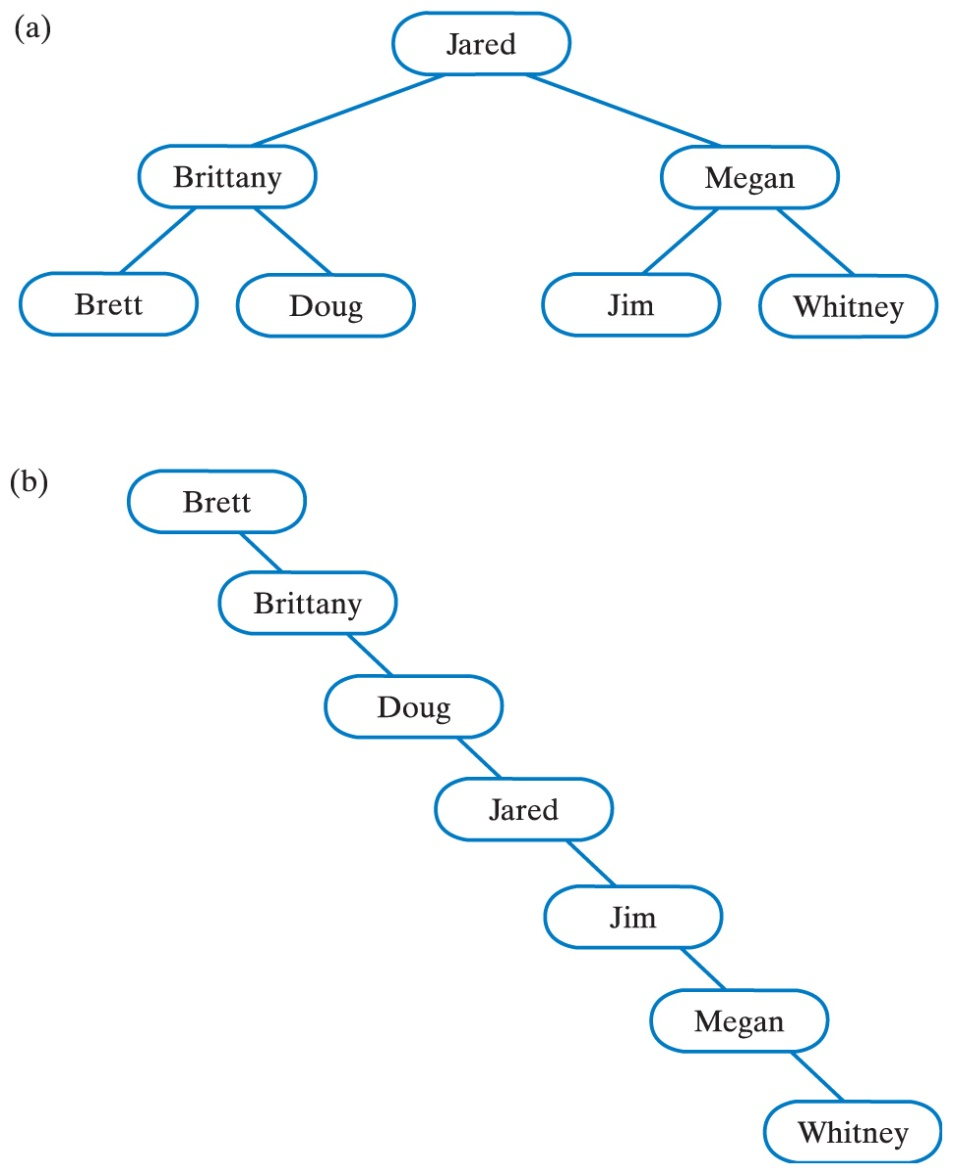 (a)
Jared
Brittany Megan
Brett Doug Jim Whitney
(b)
Brett
Brittany
Doug
Jared
Jim
Megan
Whitney